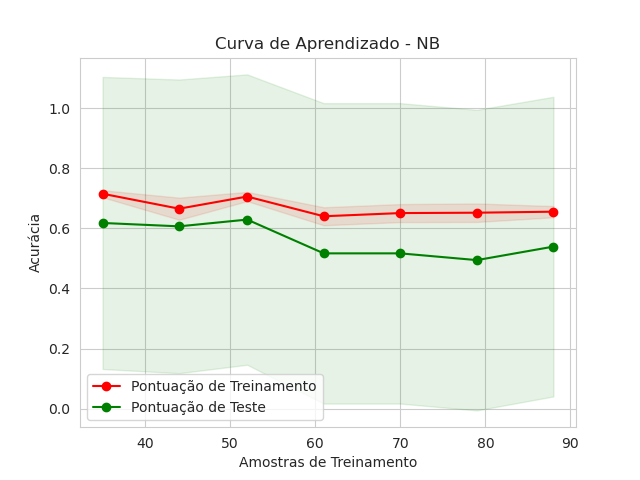 Curva de Aprendizado - NB
Acurácia
1.0
0.8
0.6
0.4
0.2
0.0
Pontuação de Treinamento
Pontuação de Teste
40
50
60
70
80
90
Amostras de Treinamento